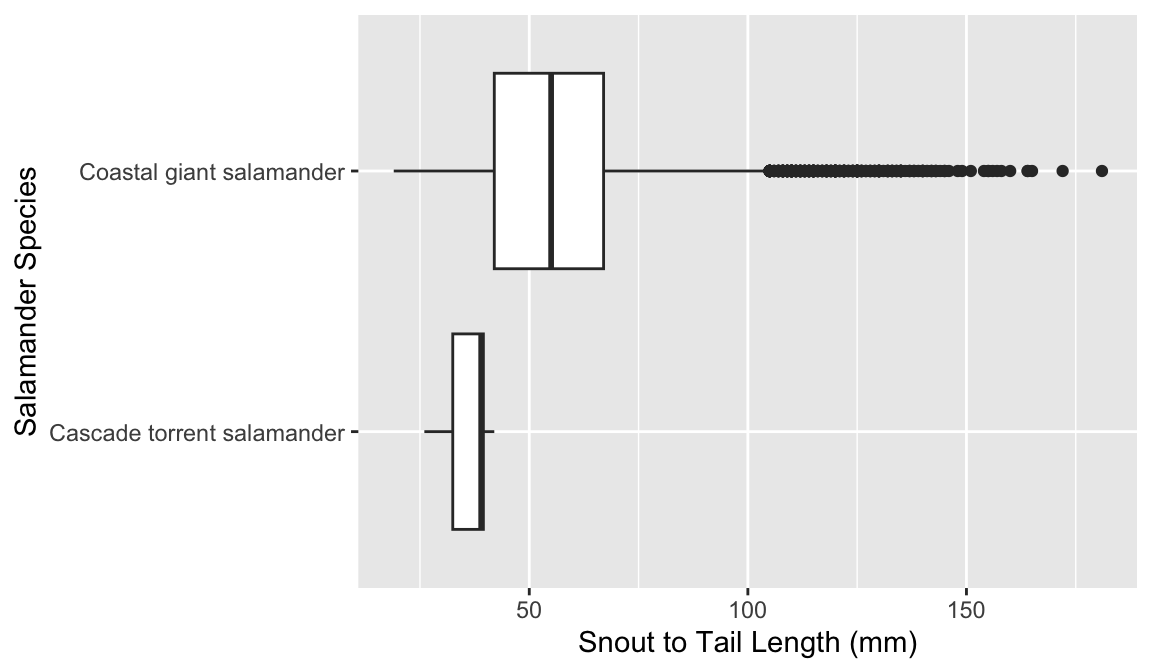 Salamander Species
Coastal giant salamander
Cascade torrent salamander
50
100
150
Snout to Tail Length (mm)